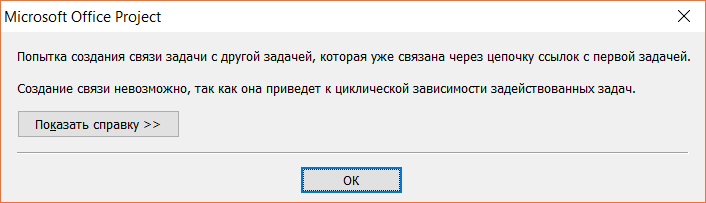 Microsoft Office Project
Попытка создания связи задачи с другой задачей, которая уже связана через цепочку ссылок с первой задачей.
Создание связи невозможно, так как она приведет к циклической зависимости задействованных задач.
Показать справку >>
ОК